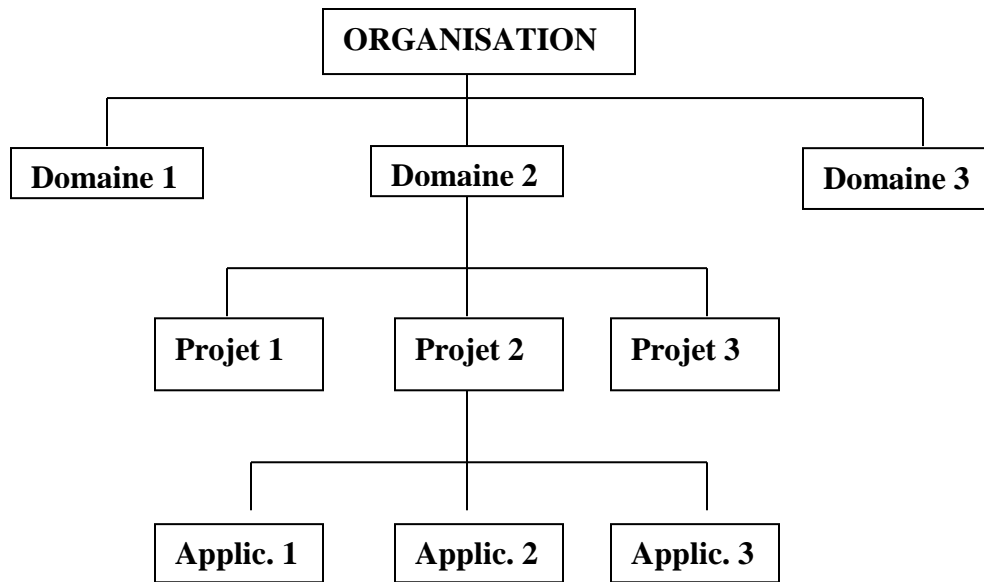 ORGANISATION
Domaine 1
Domaine 2
Domaine 3
Projet 1
Projet 2
Projet 3
Applic. 1
Applic. 2
Applic. 3